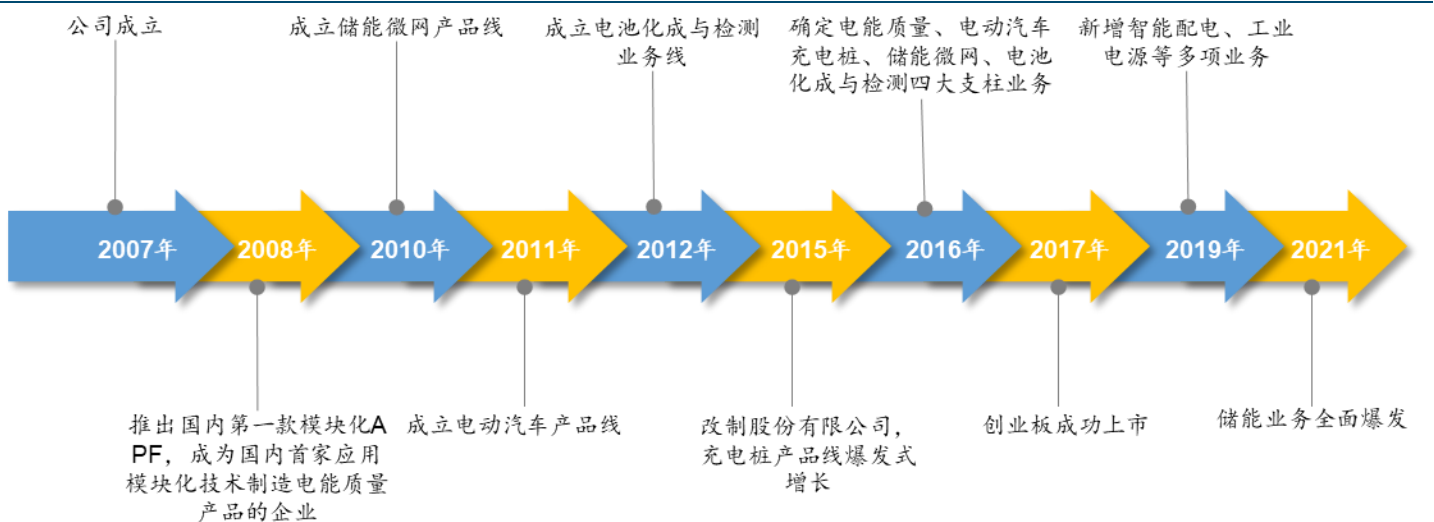 公司成立
成立储能微网产品线
成立电池化成与检测
业务线
确定电能质量、电动汽车
充电桩、储能微网、电池
化成与检测四大支柱业务
新增智能配电、工业
电源等多项业务
2007年
2008年
2010年
2011年
2012年
2015年
2016年
2017年
2019年
2021年
推出国内第一款模块化A
PF，成为国内首家应用
模块化技术制造电能质量
产品的企业
成立电动汽车产品线
改制股份有限公司，
充电桩产品线爆发式
增长
创业板成功上市
储能业务全面爆发